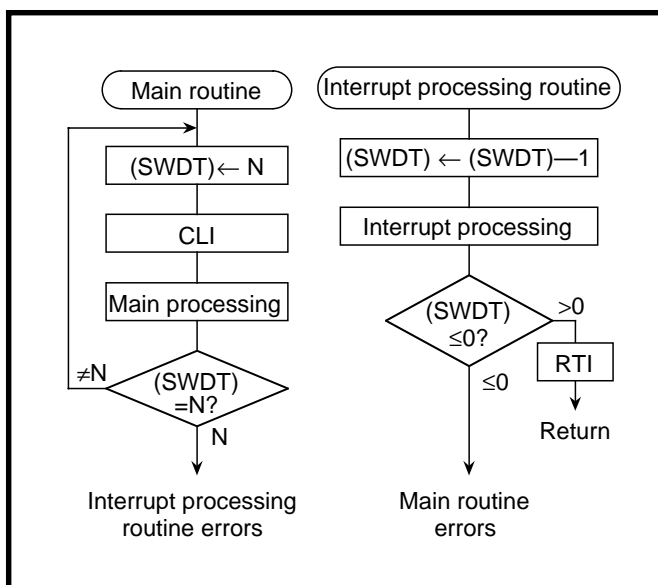 Main routine
(SWDT)← N
CLI
Main processing
≠N
(SWDT)
=N?
N
Interrupt processing
routine errors
Interrupt processing routine
(SWDT) ← (SWDT)—1
Interrupt processing
(SWDT)
≤0?
>0
RTI
Return
≤0
Main routine
errors